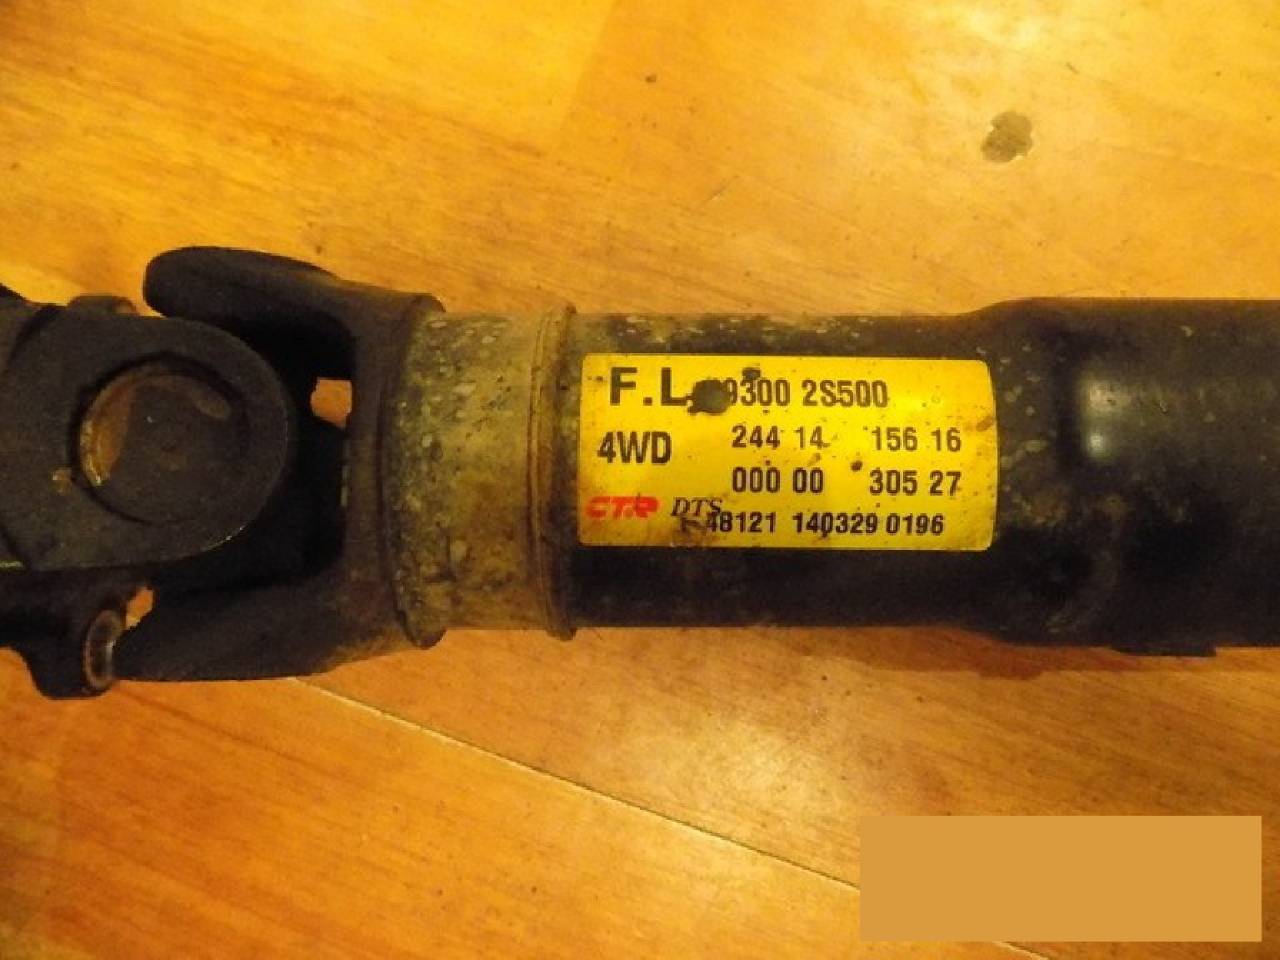 F.L 9300 2S500
4WD 244 14 156 16
000 00 305 27
CTR DTS
48121 140329 0196